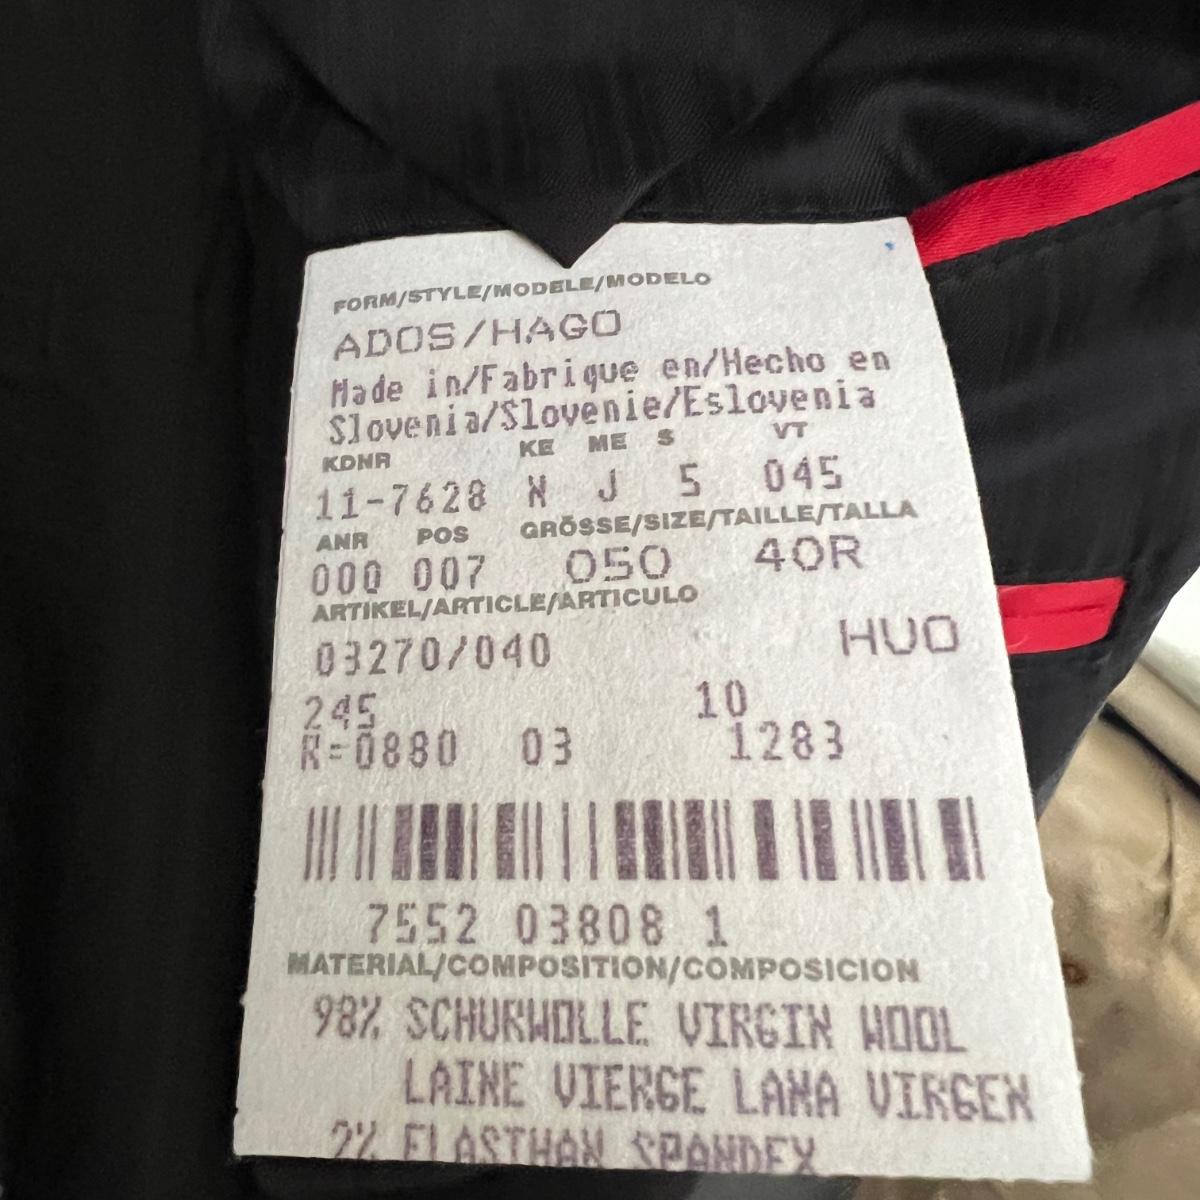 FORM/STYLE/MODELE/MODELO
ADOS/HAGO
Made in/Fabrique en/Hecho en
Slovenia/Slovenie/Eslovenia
KDNR KE ME S VT
11-7628 N J 5 045
ANR POS GRÖSSE/SIZE/TAILLE/TALLA
000 007 050 40R
ARTIKEL/ARTICLE/ARTICULO
03270/040 HUO
245 10
R=0880 03 1283
7552 03808 1
MATERIAL/COMPOSITION/COMPOSICION
98% SCHURWOLLE VIRGIN WOOL
LAINE VIERGE LANA VIRGEN
2% ELASTHAN SPANDEX